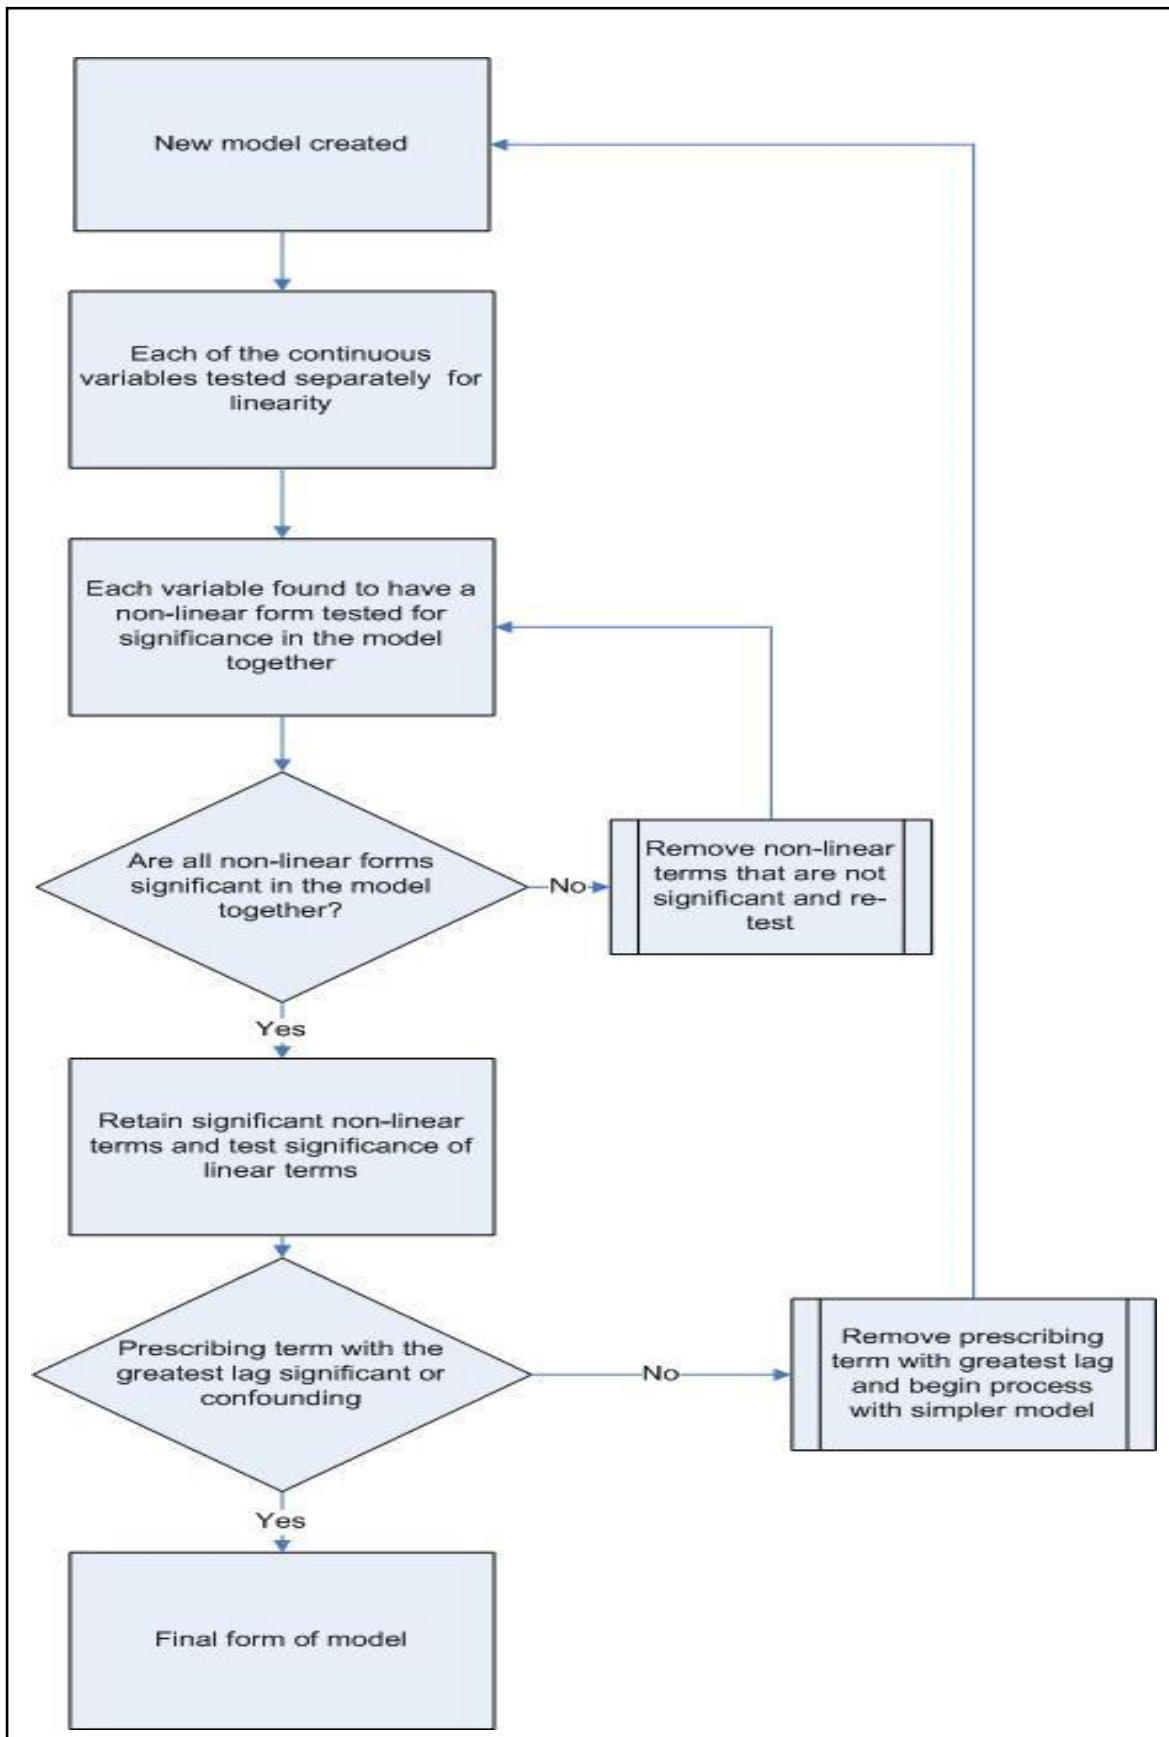 New model created
Each of the continuous
variables tested separately for
linearity
Each variable found to have a
non-linear form tested for
significance in the model
together
Are all non-linear forms
significant in the model
together?
No
Remove non-linear
terms that are not
significant and re-
test
Yes
Retain significant non-linear
terms and test significance of
linear terms
Prescribing term with the
greatest lag significant or
confounding
No
Remove prescribing
term with greatest lag
and begin process
with simpler model
Yes
Final form of model